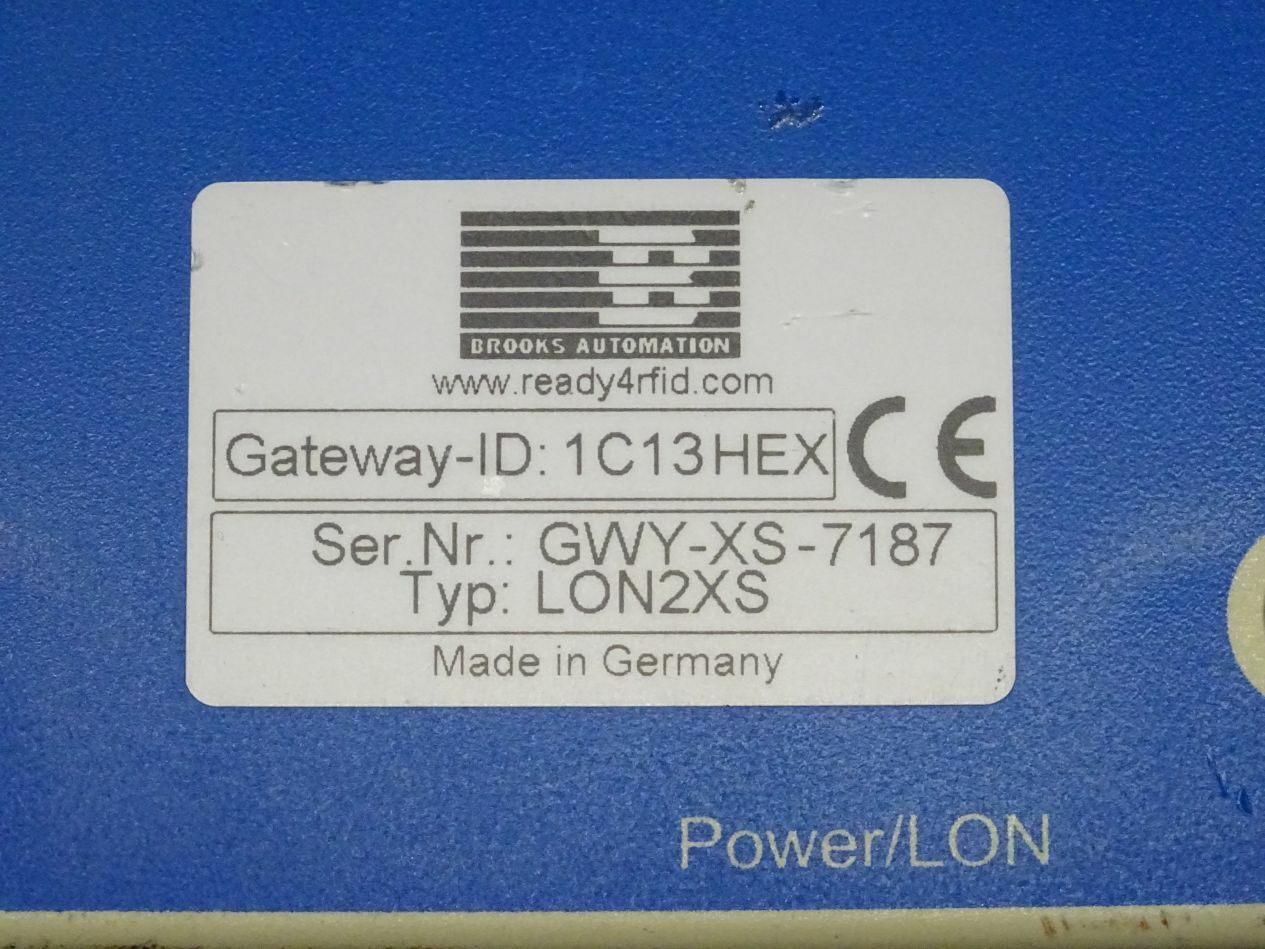 BROOKS AUTOMATION
www.ready4rfid.com
Gateway-ID: 1C13HEX
CE
Ser.Nr.: GWY-XS-7187
Typ: LON2XS
Made in Germany
Power/LON